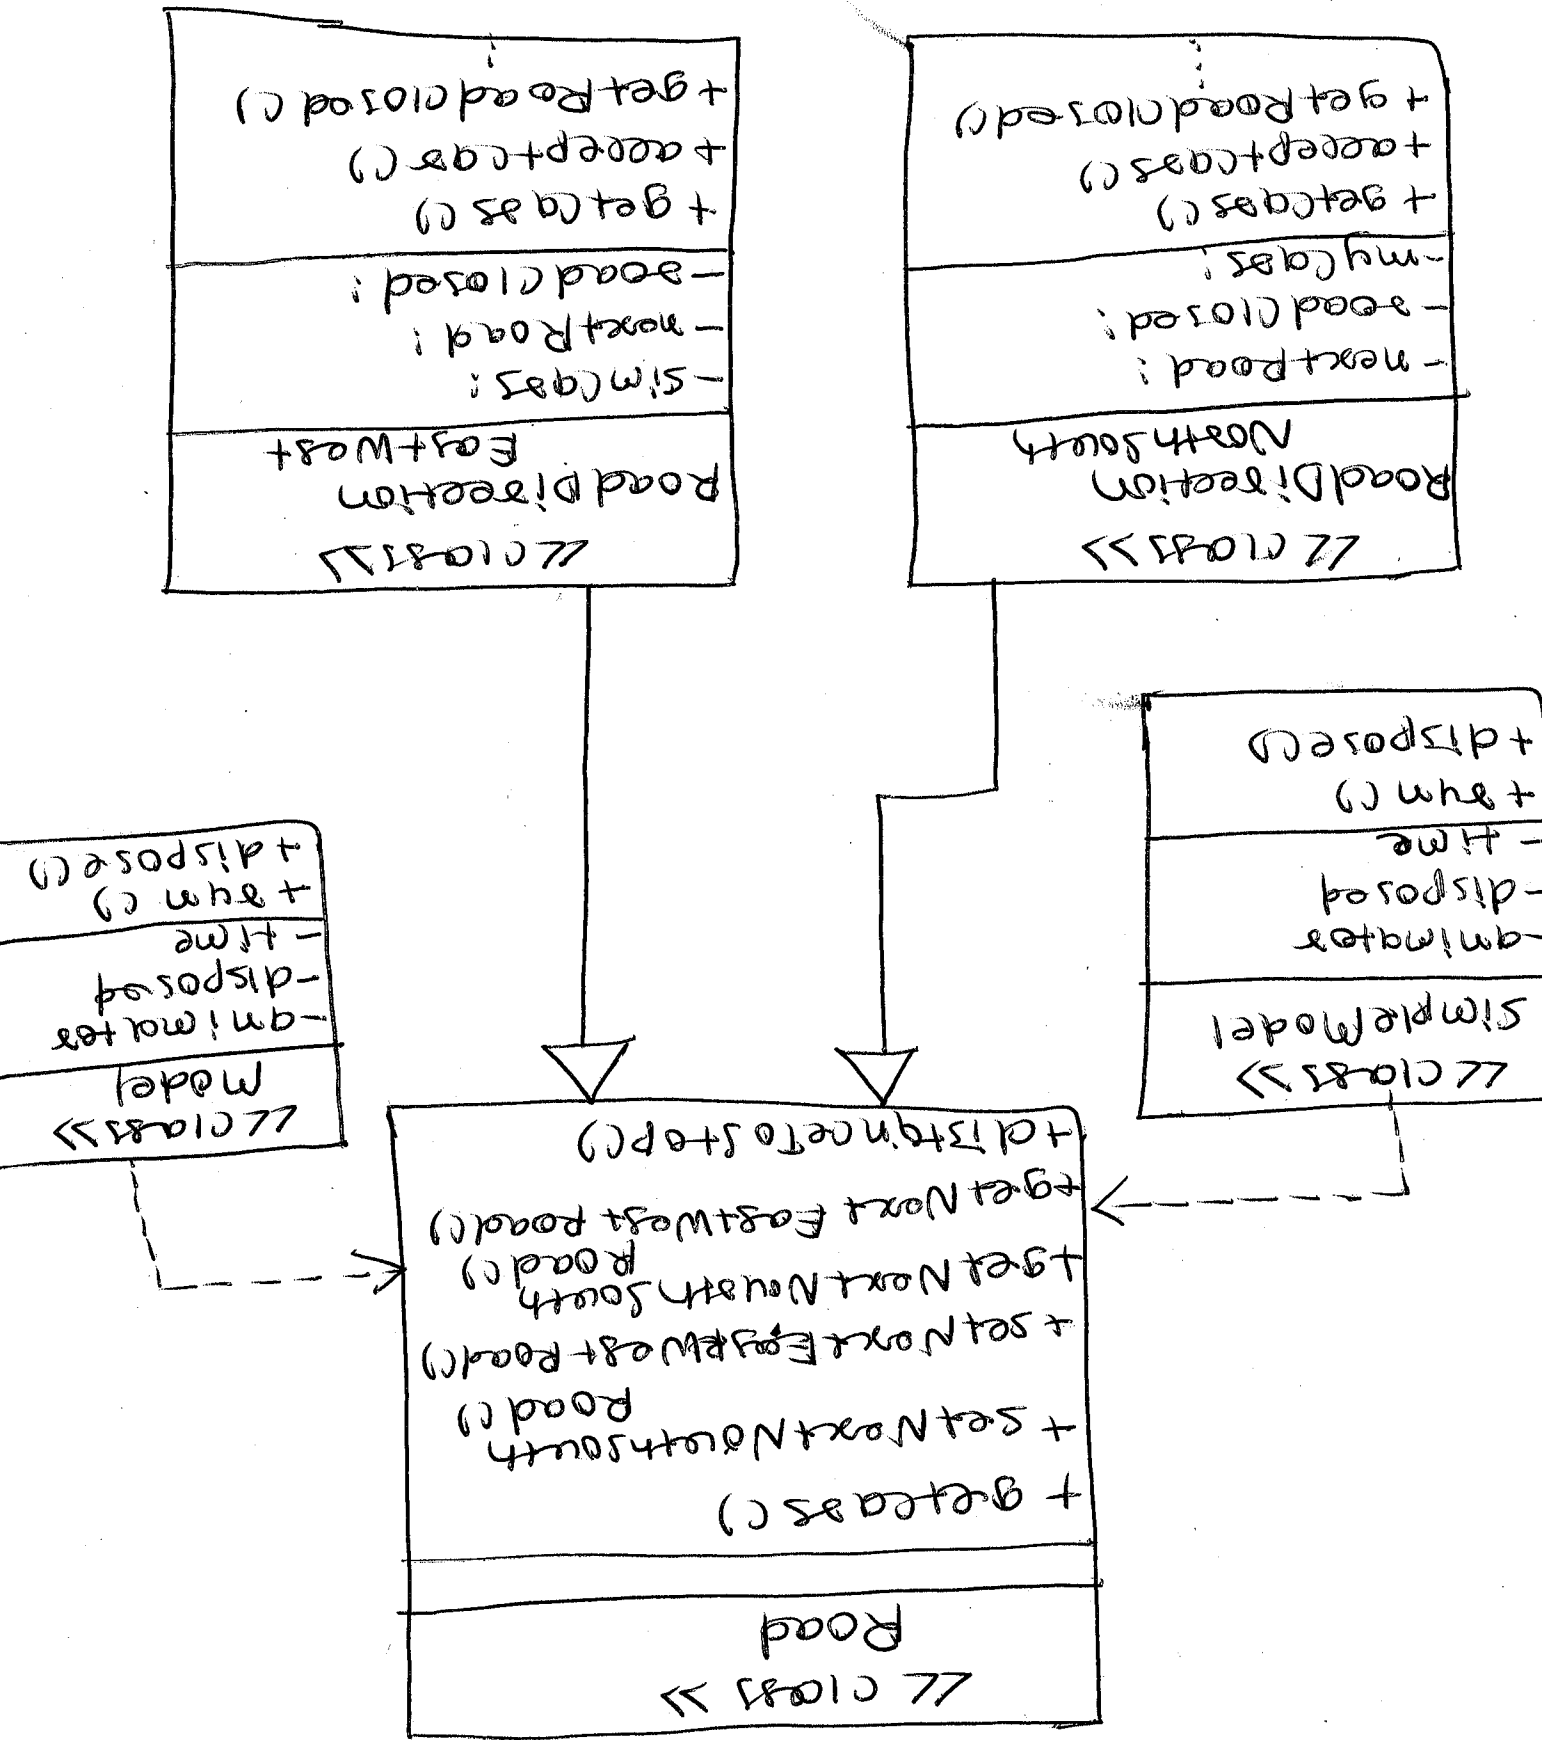 <<class>>
Road
+ getcars()
+ setNextNorthsouth
Road()
+ setNextEastWestRoad()
+getNextNorthSouth
Road()
+getNextEastWestRoad()
+distanceToStop()
<<class>>
SimpleModel
-animator
-disposed
- time
+ run()
+dispose()
<<class>>
Model
-animator
-disposed
- time
+ run()
+ dispose()
<<class>>
RoadDirection
NorthSouth
- nextRoad:
- roadClosed:
-myCars:
+ getCars()
+acceptCars()
+ getRoadClosed()
<<class>>
RoadDirection
EastWest
- simCars:
- nextRoad:
- roadClosed:
+ getCars()
+acceptCar()
+getRoadClosed()